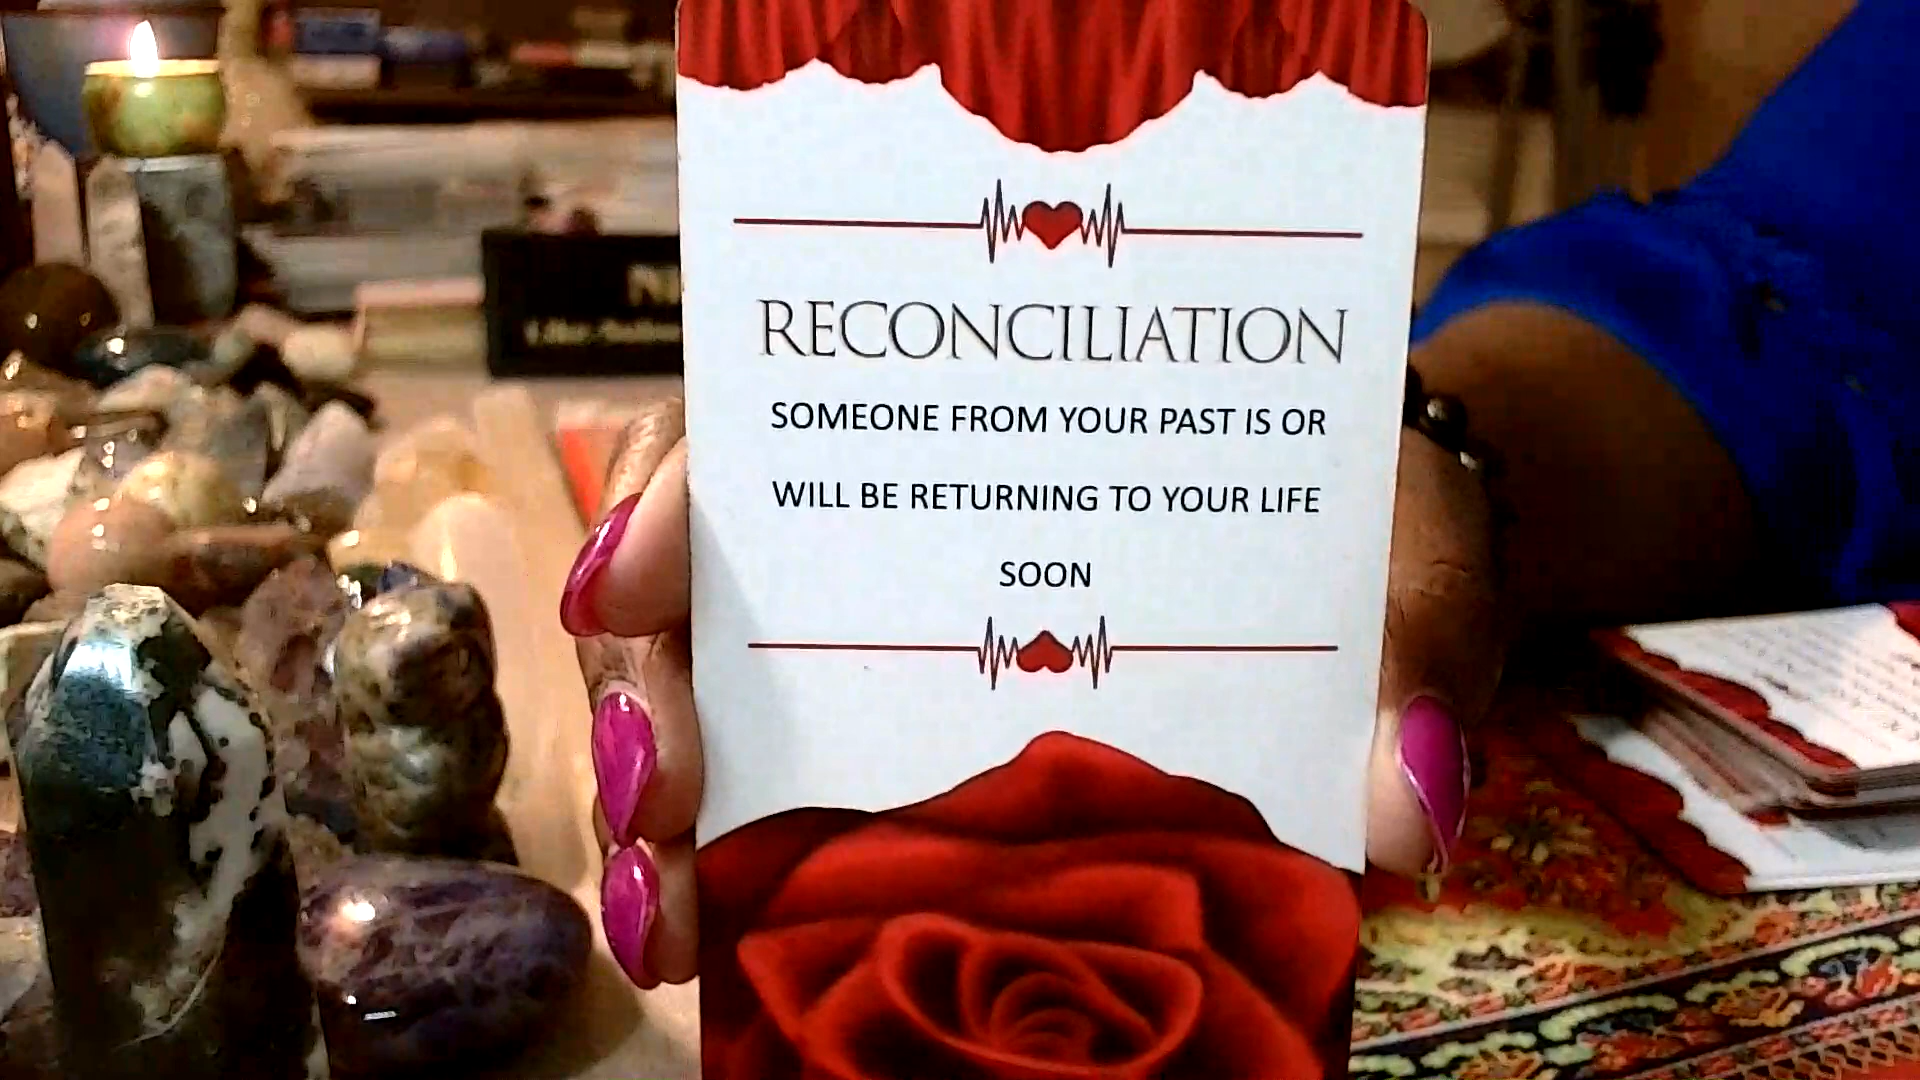 RECONCILIATION
SOMEONE FROM YOUR PAST IS OR
WILL BE RETURNING TO YOUR LIFE
SOON